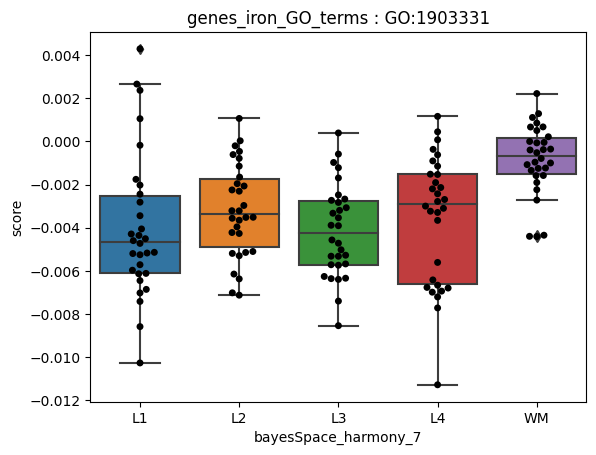 genes_iron_GO_terms : GO:1903331
0.004
0.002
0.000
−0.002
−0.004
−0.006
−0.008
−0.010
−0.012
score
L1 L2 L3 L4 WM
bayesSpace_harmony_7